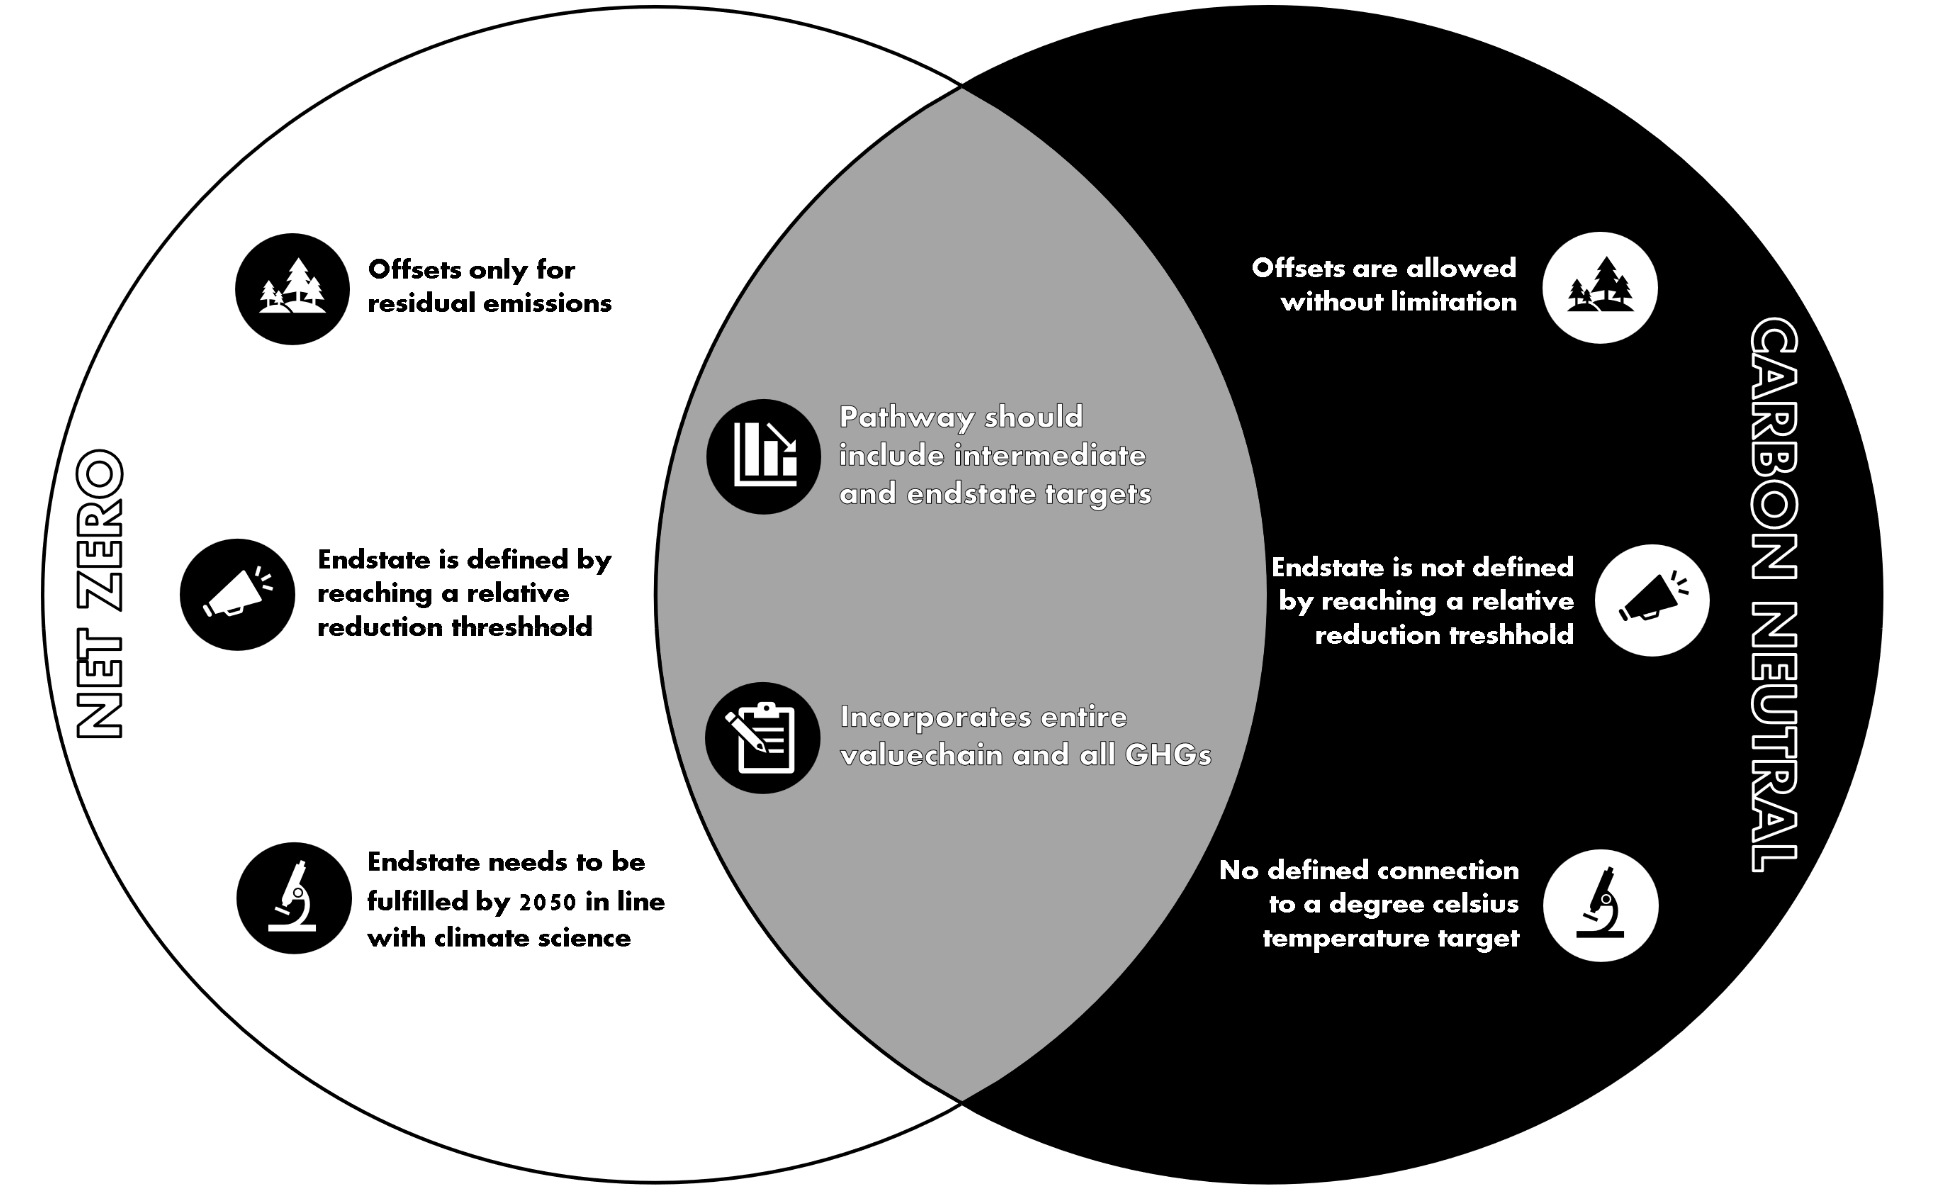 NET ZERO
Offsets only for
residual emissions
Endstate is defined by
reaching a relative
reduction threshhold
Endstate needs to be
fulfilled by 2050 in line
with climate science
Pathway should
include intermediate
and endstate targets
Incorporates entire
valuechain and all GHGs
Offsets are allowed
without limitation
Endstate is not defined
by reaching a relative
reduction treshhold
No defined connection
to a degree celsius
temperature target
CARBON NEUTRAL